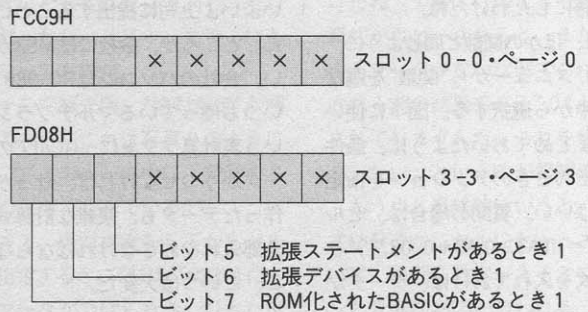 FCC9H
× × × × × スロット0-0・ページ0
FD08H
× × × × × スロット3-3・ページ3
ビット5 拡張ステートメントがあるとき1
ビット6 拡張デバイスがあるとき1
ビット7 ROM化されたBASICがあるとき1